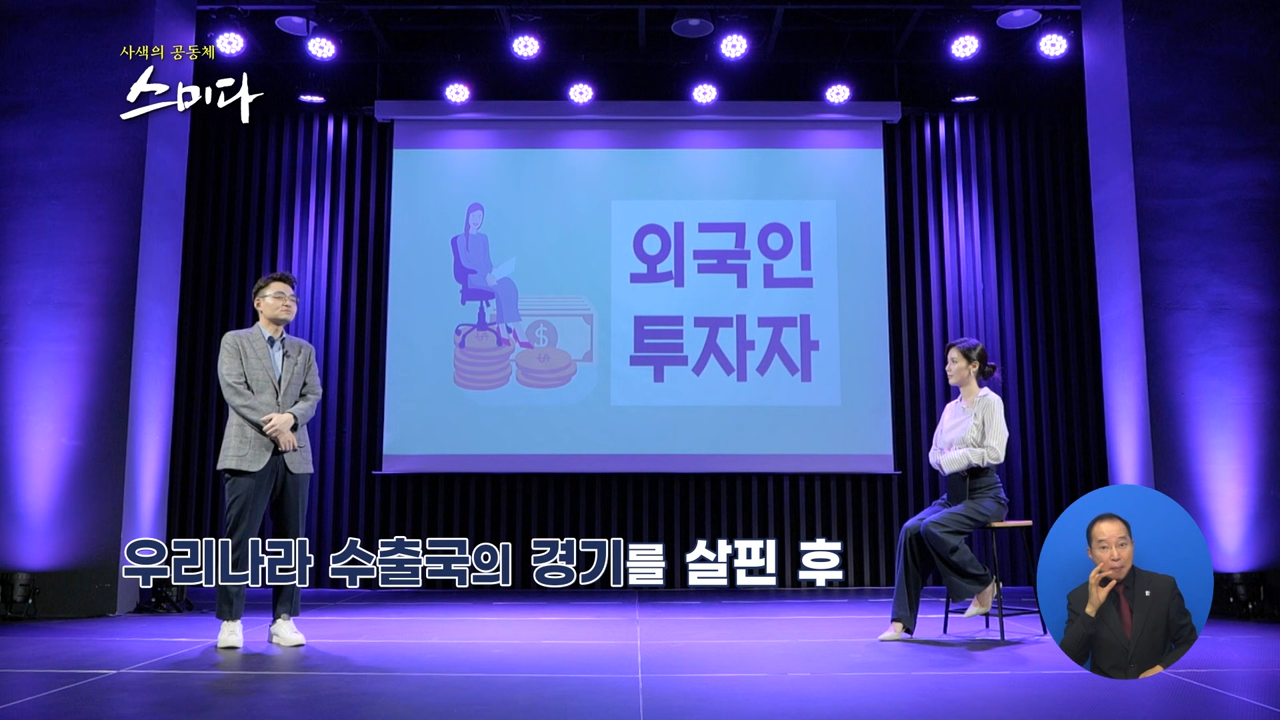 사색의 공동체
스미다
외국인
투자자
$
우리나라 수출국의 경기를 살핀 후